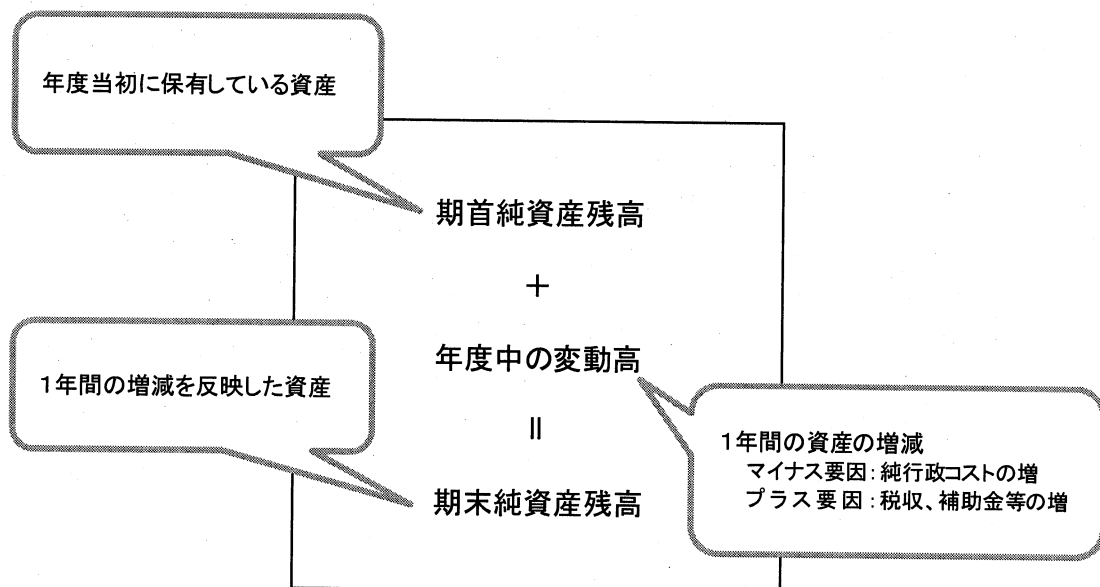 年度当初に保有している資産
期首純資産残高
＋
年度中の変動高
1年間の増減を反映した資産
＝
1年間の資産の増減
マイナス要因：純行政コストの増
プラス要因：税収、補助金等の増
期末純資産残高